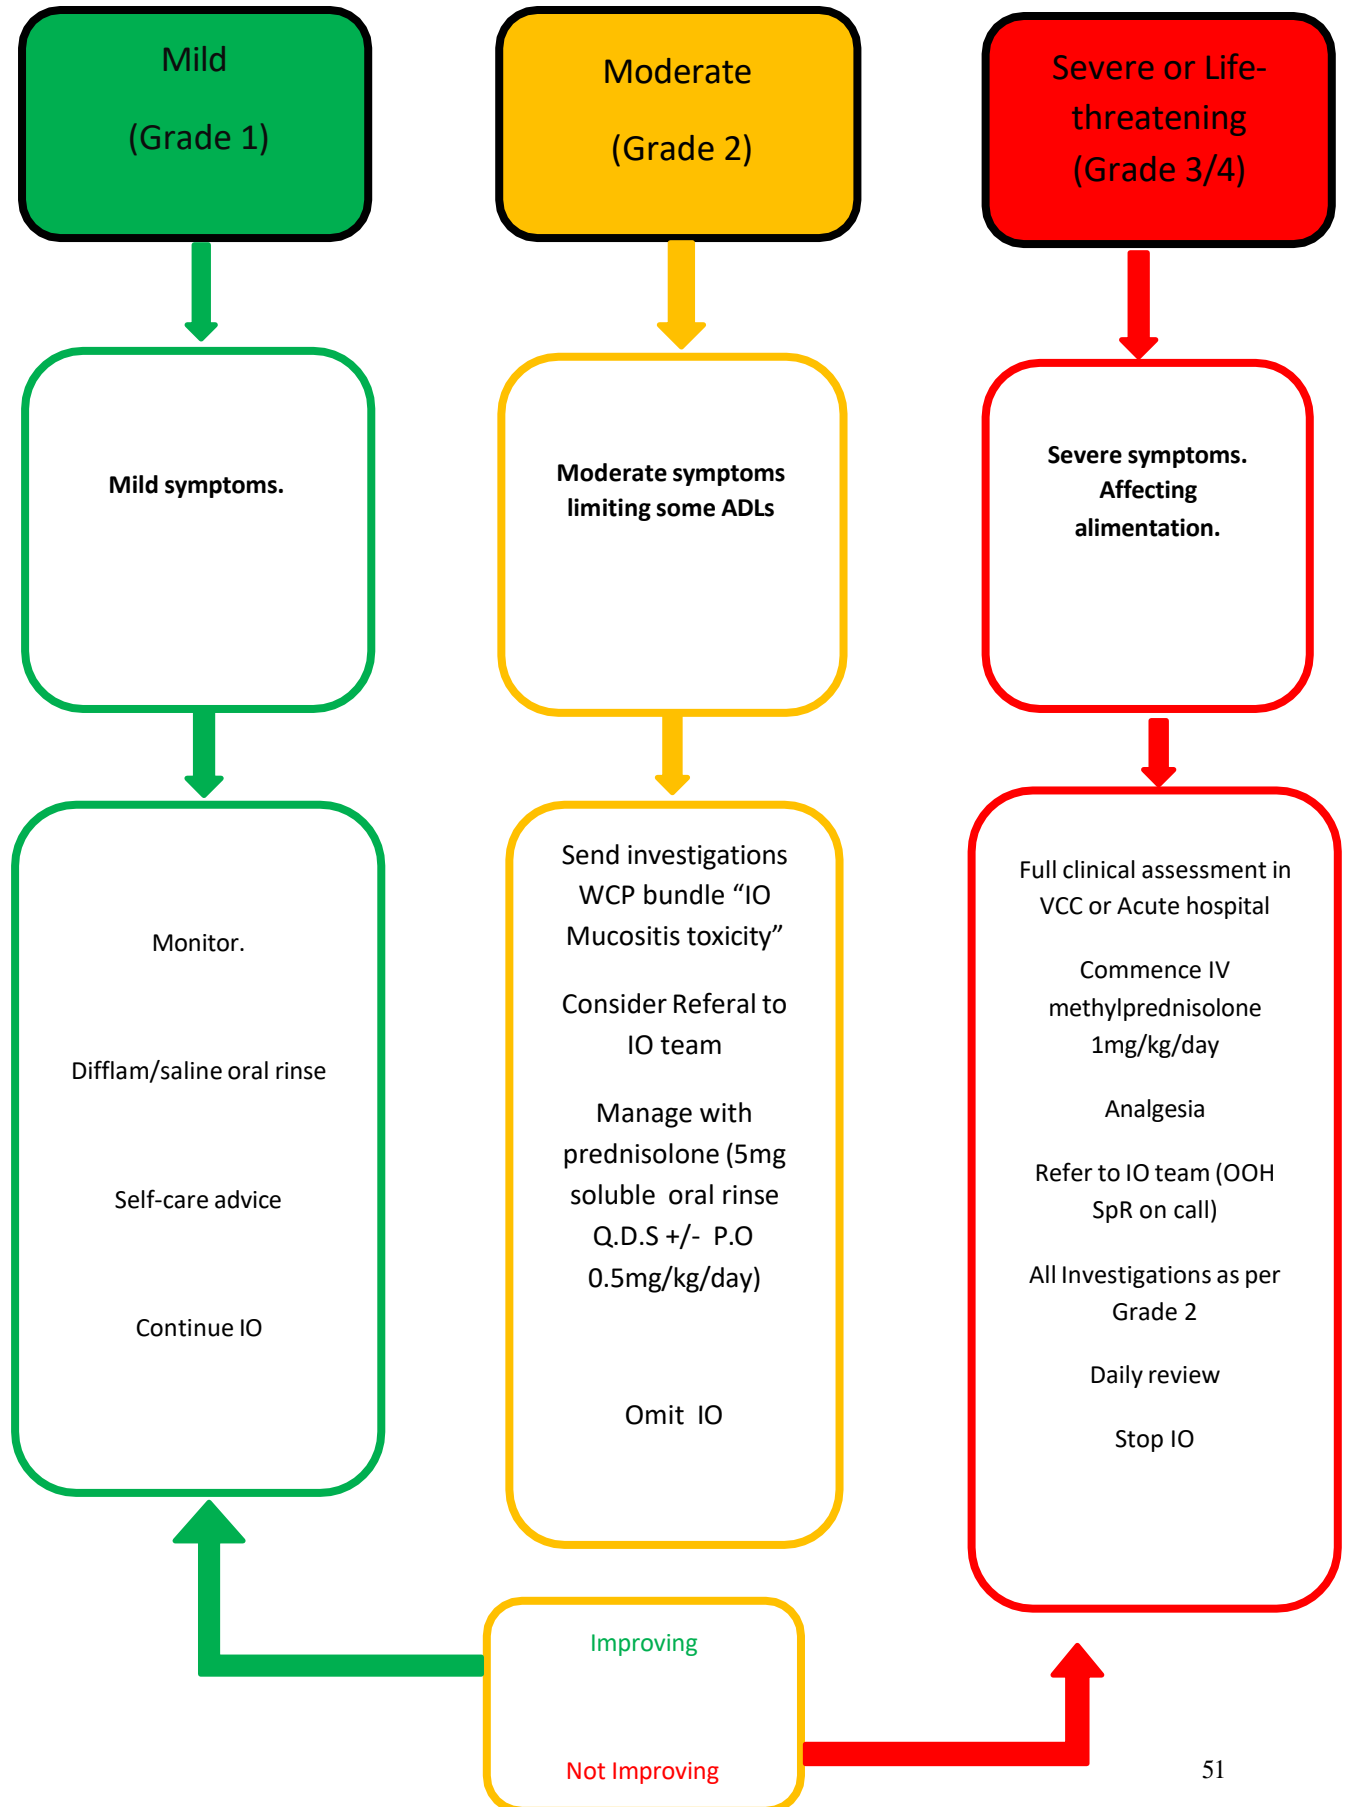 Mild
(Grade 1)
Moderate
(Grade 2)
Severe or Life-
threatening
(Grade 3/4)
Mild symptoms.
Moderate symptoms
limiting some ADLs
Severe symptoms.
Affecting
alimentation.
Monitor.
Difflam/saline oral rinse
Self-care advice
Continue IO
Send investigations
WCP bundle “IO
Mucositis toxicity”
Consider Referal to
IO team
Manage with
prednisolone (5mg
soluble oral rinse
Q.D.S +/- P.O
0.5mg/kg/day)
Omit IO
Full clinical assessment in
VCC or Acute hospital
Commence IV
methylprednisolone
1mg/kg/day
Analgesia
Refer to IO team (OOH
SpR on call)
All Investigations as per
Grade 2
Daily review
Stop IO
Improving
Not Improving
51